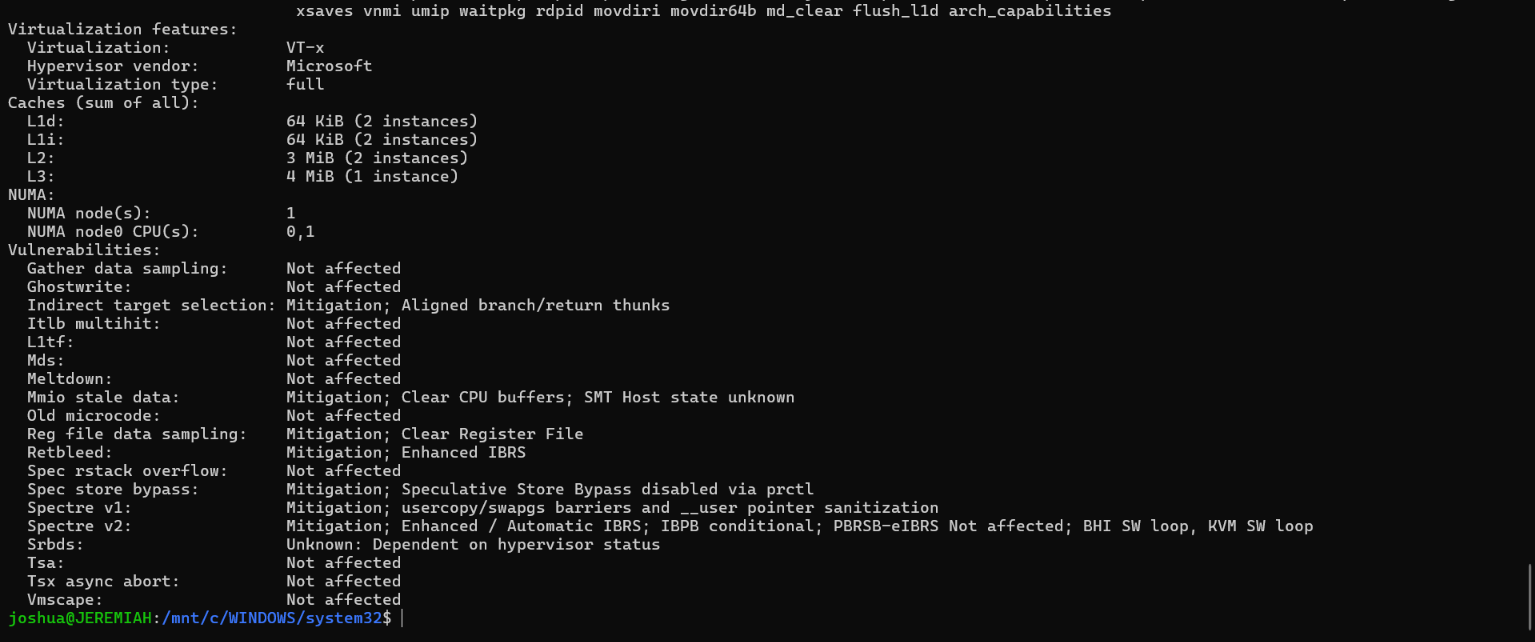 xsaves vnmi umip waitpkg rdpid movdiri movdir64b md_clear flush_l1d arch_capabilities
Virtualization features:
Virtualization: VT-x
Hypervisor vendor: Microsoft
Virtualization type: full
Caches (sum of all):
L1d: 64 KiB (2 instances)
L1i: 64 KiB (2 instances)
L2: 3 MiB (2 instances)
L3: 4 MiB (1 instance)
NUMA:
NUMA node(s): 1
NUMA node0 CPU(s): 0,1
Vulnerabilities:
Gather data sampling: Not affected
Ghostwrite: Not affected
Indirect target selection: Mitigation; Aligned branch/return thunks
Itlb multihit: Not affected
L1tf: Not affected
Mds: Not affected
Meltdown: Not affected
Mmio stale data: Mitigation; Clear CPU buffers; SMT Host state unknown
Old microcode: Not affected
Reg file data sampling: Mitigation; Clear Register File
Retbleed: Mitigation; Enhanced IBRS
Spec rstack overflow: Not affected
Spec store bypass: Mitigation; Speculative Store Bypass disabled via prctl
Spectre v1: Mitigation; usercopy/swapgs barriers and __user pointer sanitization
Spectre v2: Mitigation; Enhanced / Automatic IBRS; IBPB conditional; PBRSB-eIBRS Not affected; BHI SW loop, KVM SW loop
Srbds: Unknown: Dependent on hypervisor status
Tsa: Not affected
Tsx async abort: Not affected
Vmscape: Not affected
joshua@JEREMIAH:/mnt/c/WINDOWS/system32$